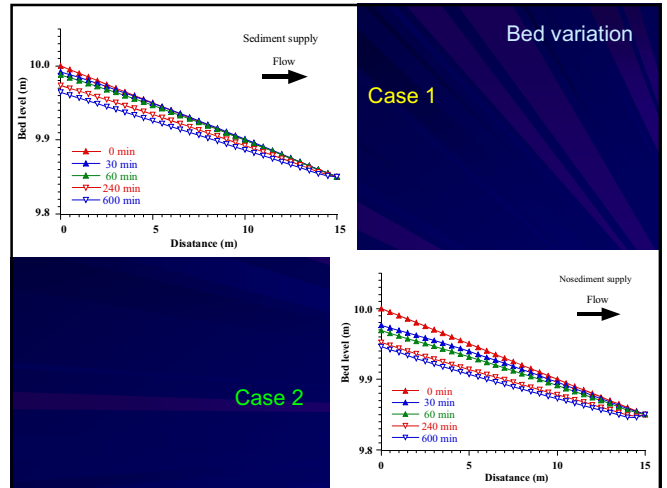 Sediment supply
Flow
Bed level (m)
10.0
9.9
9.8
0 min
30 min
60 min
240 min
600 min
0
5
10
15
Disatance (m)
Bed variation
Case 1
Case 2
Nosediment supply
Flow
Bed level (m)
10.0
9.9
9.8
0 min
30 min
60 min
240 min
600 min
0
5
10
15
Disatance (m)